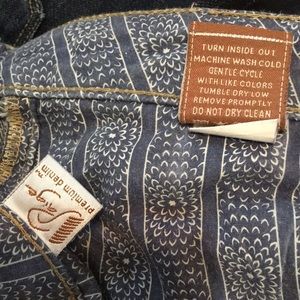 TURN INSIDE OUT
MACHINE WASH COLD
GENTLE CYCLE
WITH LIKE COLORS
TUMBLE DRY LOW
REMOVE PROMPTLY
DO NOT DRY CLEAN
Paige
premium denim